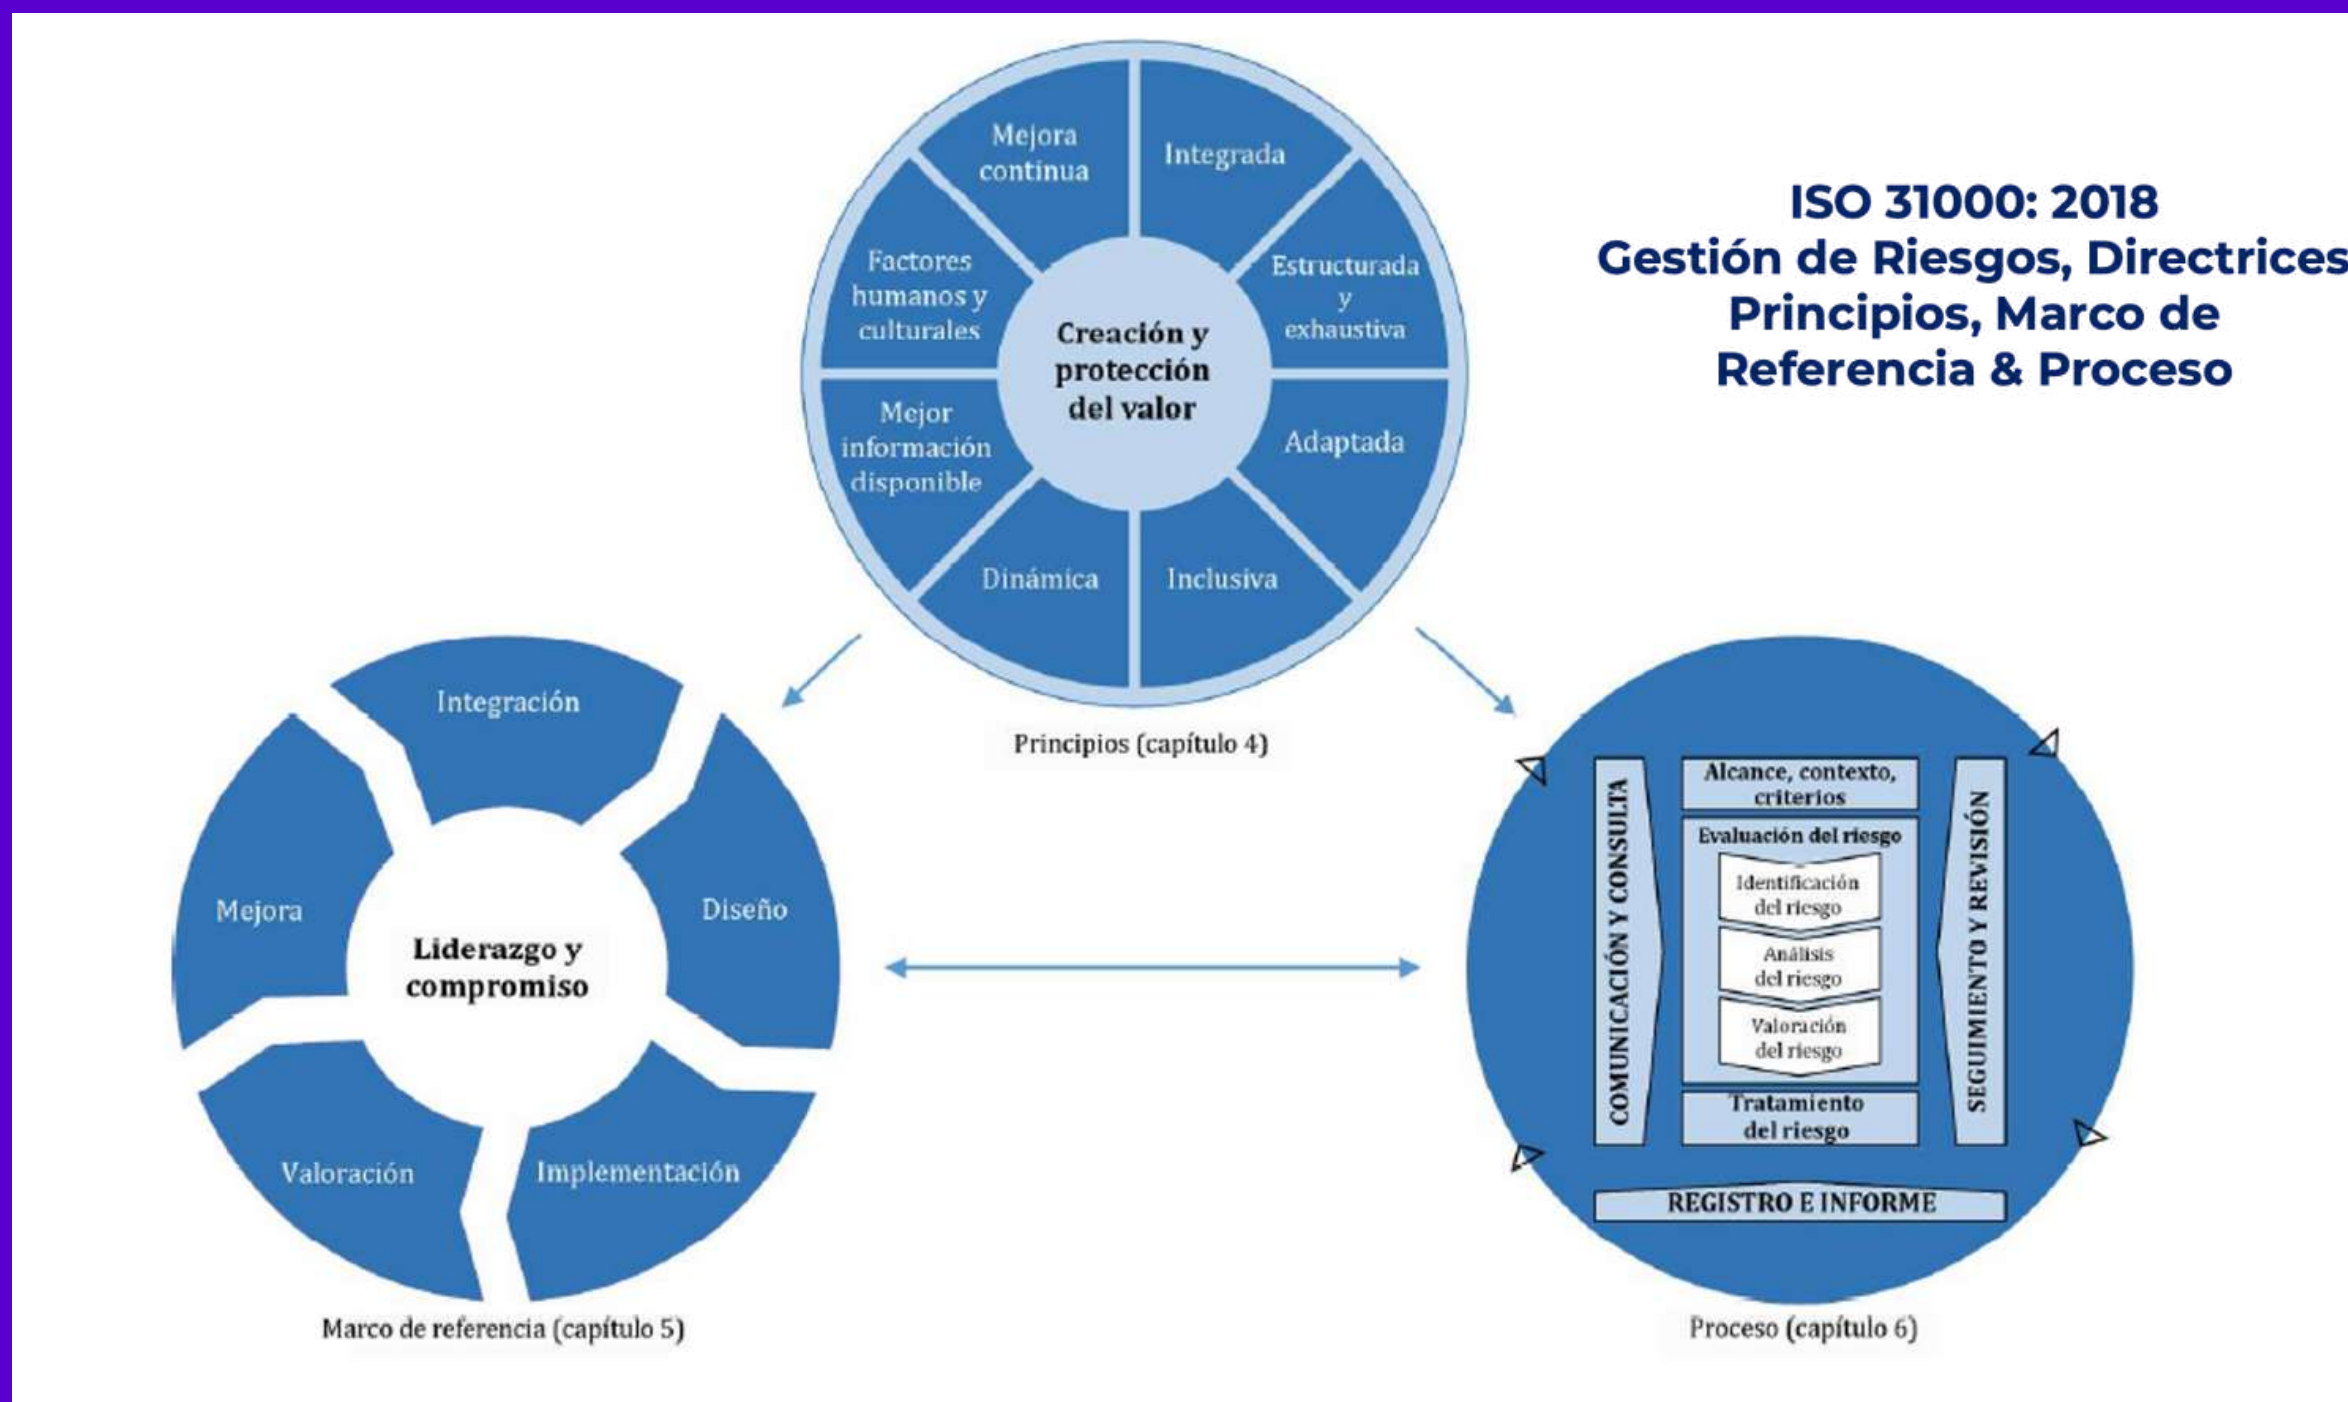 ISO 31000: 2018
Gestión de Riesgos, Directrices
Principios, Marco de
Referencia & Proceso
Mejora
continua
Integrada
Factores
humanos y
culturales
Estructurada
y
exhaustiva
Creación y
protección
del valor
Mejor
información
disponible
Adaptada
Dinámica
Inclusiva
Principios (capítulo 4)
Integración
Mejora
Diseño
Liderazgo y
compromiso
Valoración
Implementación
Marco de referencia (capítulo 5)
COMUNICACIÓN Y CONSULTA
Alcance, contexto,
criterios
Evaluación del riesgo
Identificación
del riesgo
Análisis
del riesgo
Valoración
del riesgo
Tratamiento
del riesgo
SEGUIMIENTO Y REVISIÓN
REGISTRO E INFORME
Proceso (capítulo 6)